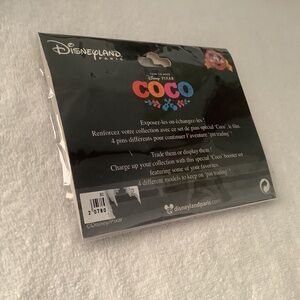 Disneyland
PARIS
Disney PIXAR
COCO
Exposez-les ou échangez-les !
Renforcez votre collection avec ce set de pins spécial "Coco", le film.
4 pins différents pour continuer l'aventure "pin trading"
Trade them or display them !
Charge up your collection with this special "Coco" booster set
featuring some of your favorites.
4 different models to keep on "pin trading"
disneylandparis.com
©Disney/Pixar